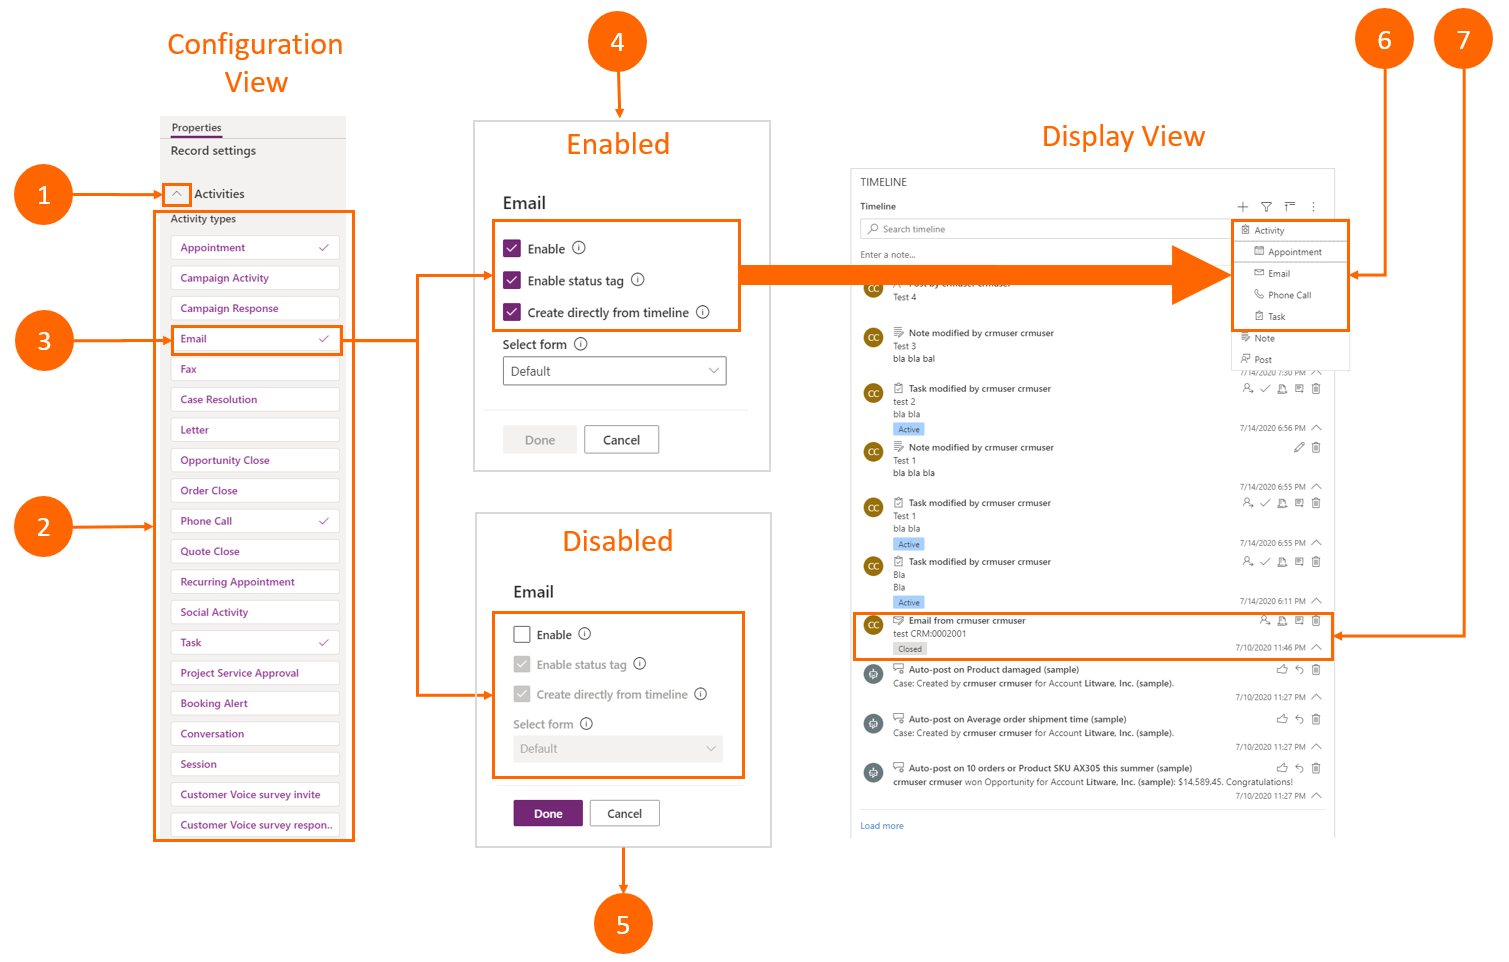 Configuration
View
Properties
Record settings
1
Activities
Activity types
Appointment
Campaign Activity
Campaign Response
3
Email
Fax
Case Resolution
Letter
Opportunity Close
Order Close
2
Phone Call
Quote Close
Recurring Appointment
Social Activity
Task
Project Service Approval
Booking Alert
Conversation
Session
Customer Voice survey invite
Customer Voice survey respon..
4
Enabled
Email
Enable
Enable status tag
Create directly from timeline
Select form
Default
Done Cancel
Disabled
Email
Enable
Enable status tag
Create directly from timeline
Select form
Default
Done Cancel
5
6
7
Display View
TIMELINE
Timeline
Search timeline
Enter a note...
Activity
Appointment
Email
Phone Call
Task
Note
Post
CC Post by crmuser crmuser
Test 4
CC Note modified by crmuser crmuser
Test 3
bla bla bal
7/14/2020 7:30 PM
CC Task modified by crmuser crmuser
test 2
bla bla
Active 7/14/2020 6:56 PM
CC Note modified by crmuser crmuser
Test 1
bla bla bla
7/14/2020 6:55 PM
CC Task modified by crmuser crmuser
Test 1
bla bla
Active 7/14/2020 6:55 PM
CC Task modified by crmuser crmuser
Bla
Bla
Active 7/14/2020 6:11 PM
CC Email from crmuser crmuser
test CRM:0002001
Closed 7/10/2020 11:46 PM
Auto-post on Product damaged (sample)
Case: Created by crmuser crmuser for Account Litware, Inc. (sample).
7/10/2020 11:27 PM
Auto-post on Average order shipment time (sample)
Case: Created by crmuser crmuser for Account Litware, Inc. (sample).
7/10/2020 11:27 PM
Auto-post on 10 orders or Product SKU AX305 this summer (sample)
crmuser crmuser won Opportunity for Account Litware, Inc. (sample): $14,589.45. Congratulations!
7/10/2020 11:27 PM
Load more